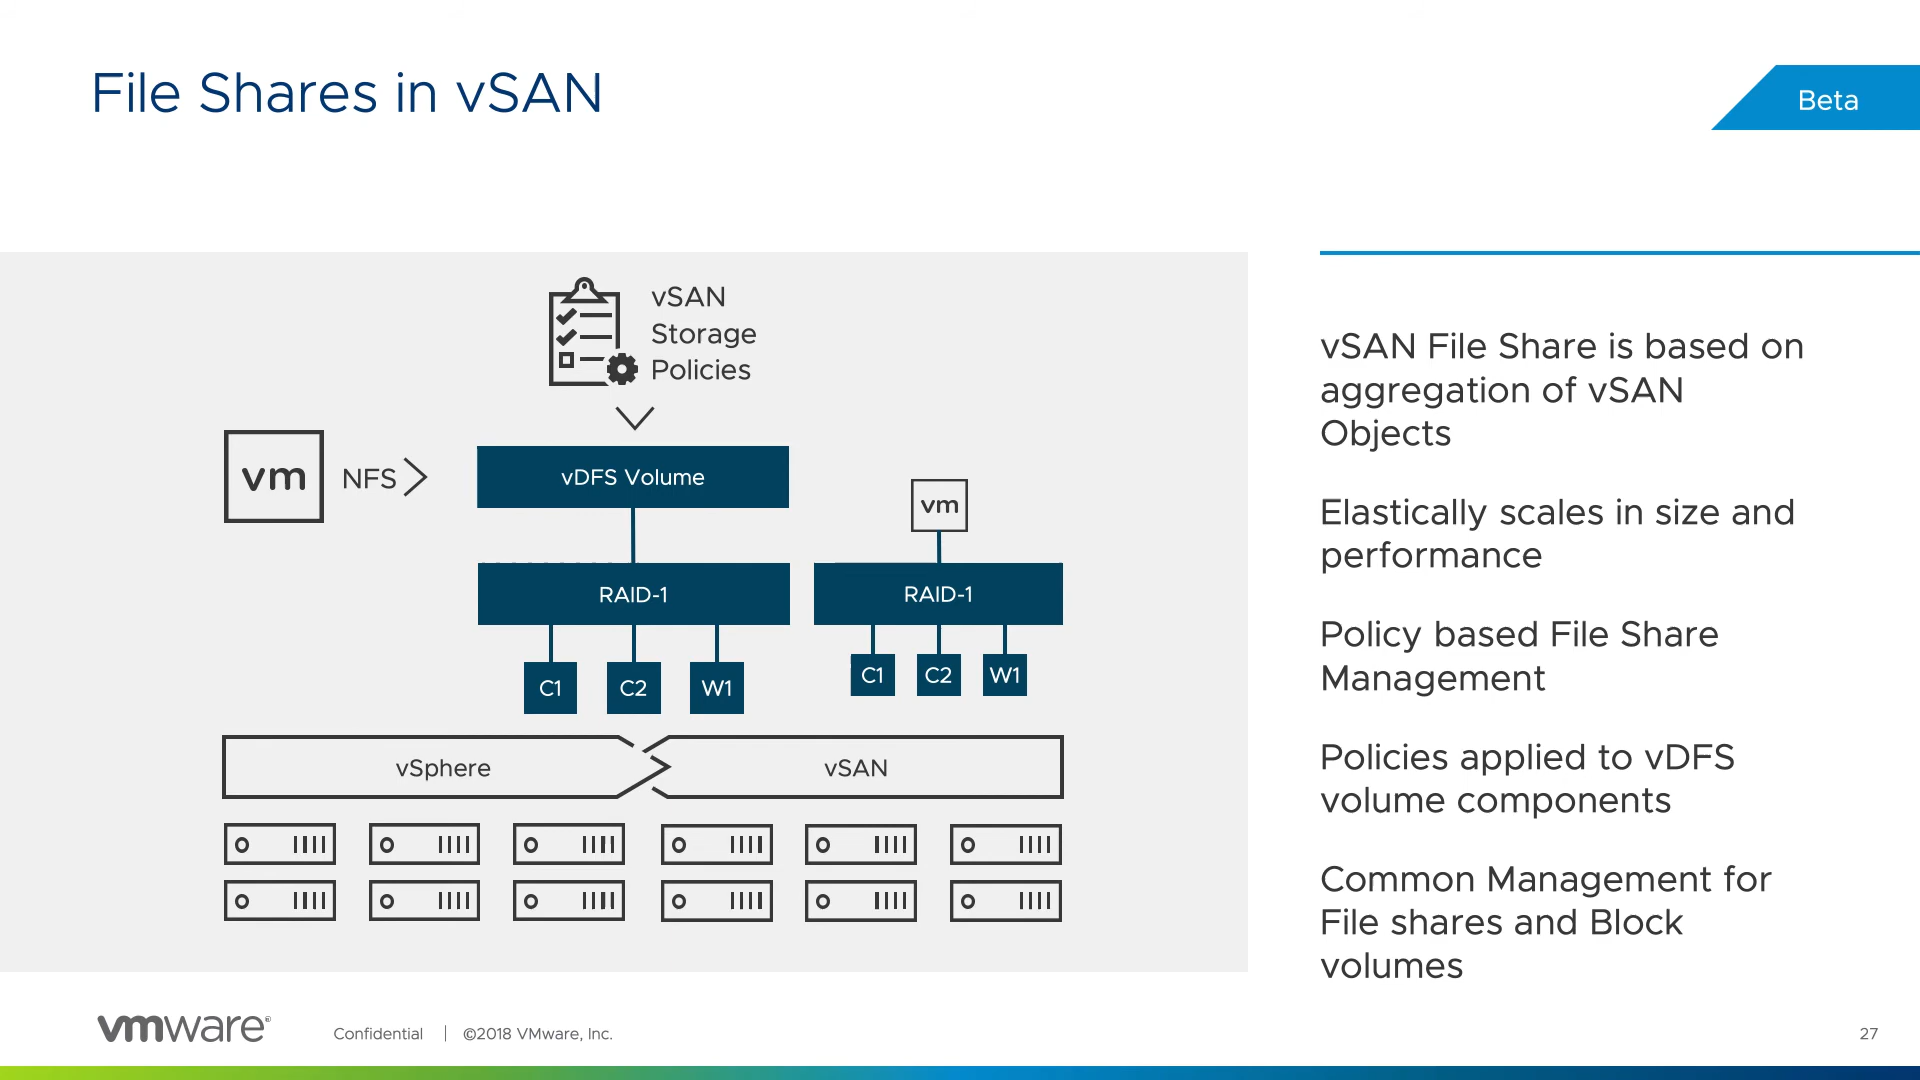 File Shares in vSAN
Beta
vSAN
Storage
Policies
vm
NFS
vDFS Volume
vm
RAID-1
RAID-1
C1
C2
W1
C1
C2
W1
vSphere
vSAN
vSAN File Share is based on
aggregation of vSAN
Objects
Elastically scales in size and
performance
Policy based File Share
Management
Policies applied to vDFS
volume components
Common Management for
File shares and Block
volumes
vmware®
Confidential | ©2018 VMware, Inc.
27